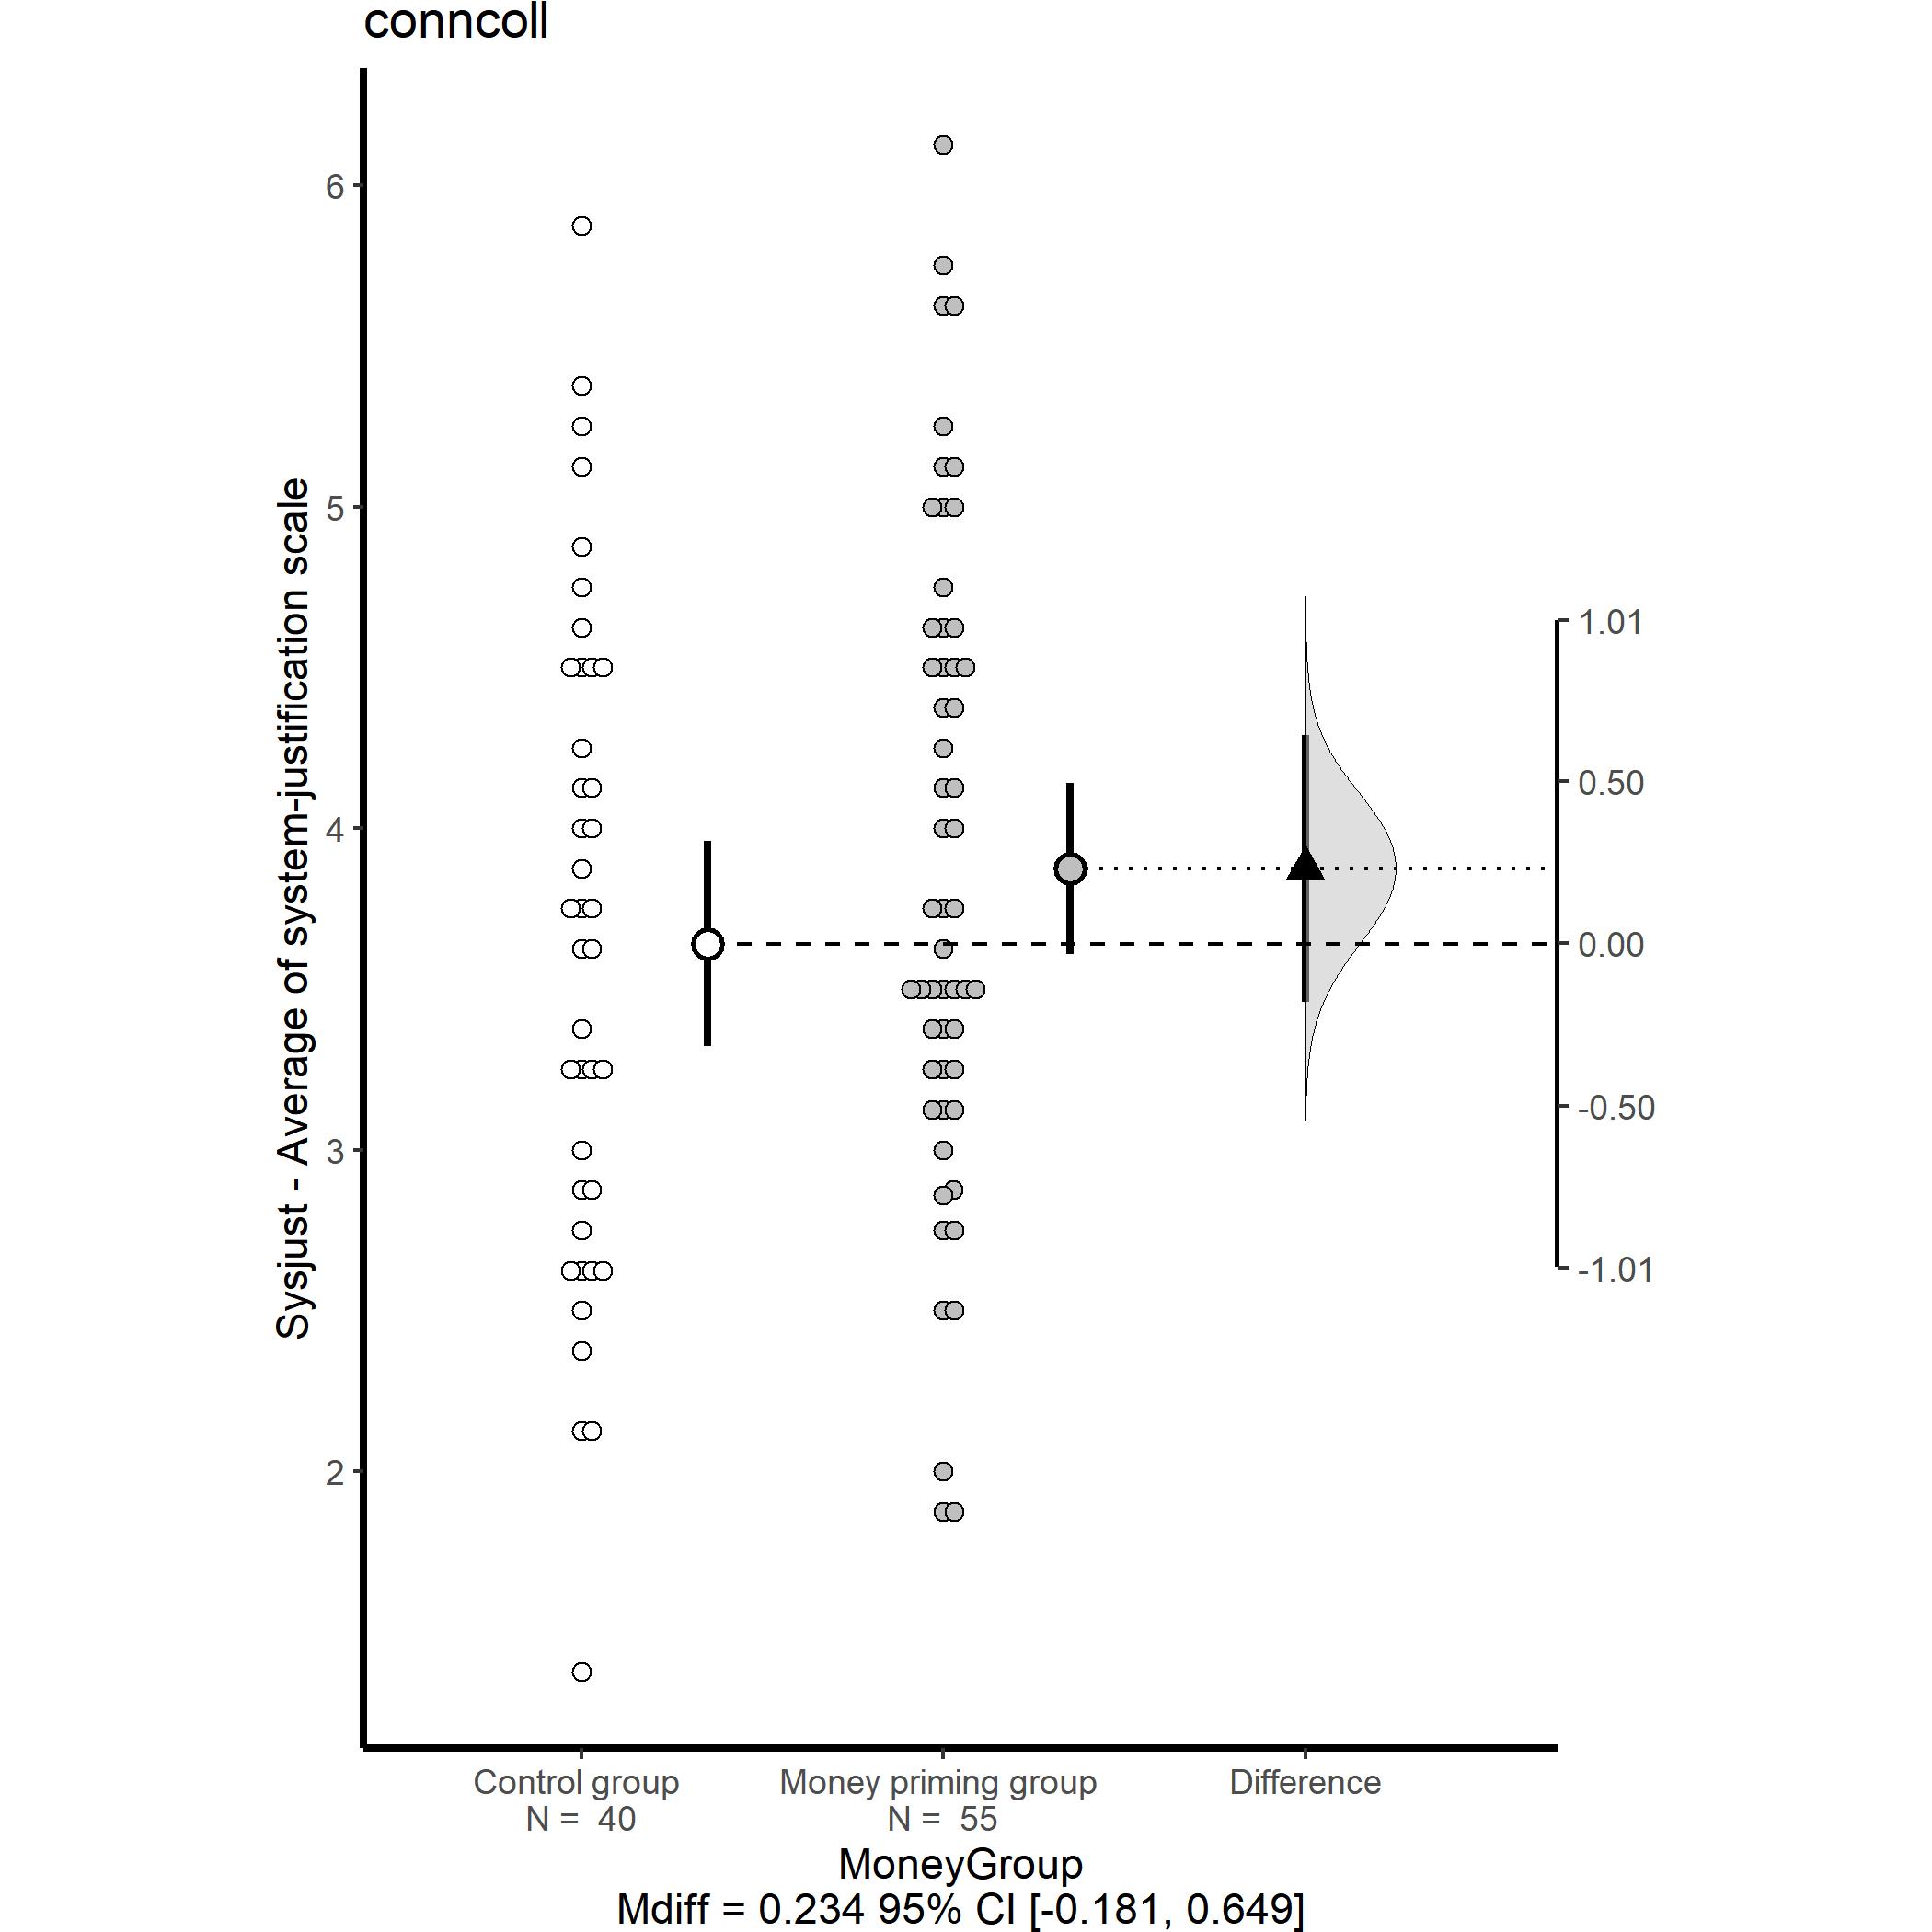 conncoll
Sysjust - Average of system-justification scale
6
5
4
3
2
1.01
0.50
0.00
-0.50
-1.01
Control group
N =  40
Money priming group
N =  55
Difference
MoneyGroup
Mdiff = 0.234 95% CI [-0.181, 0.649]